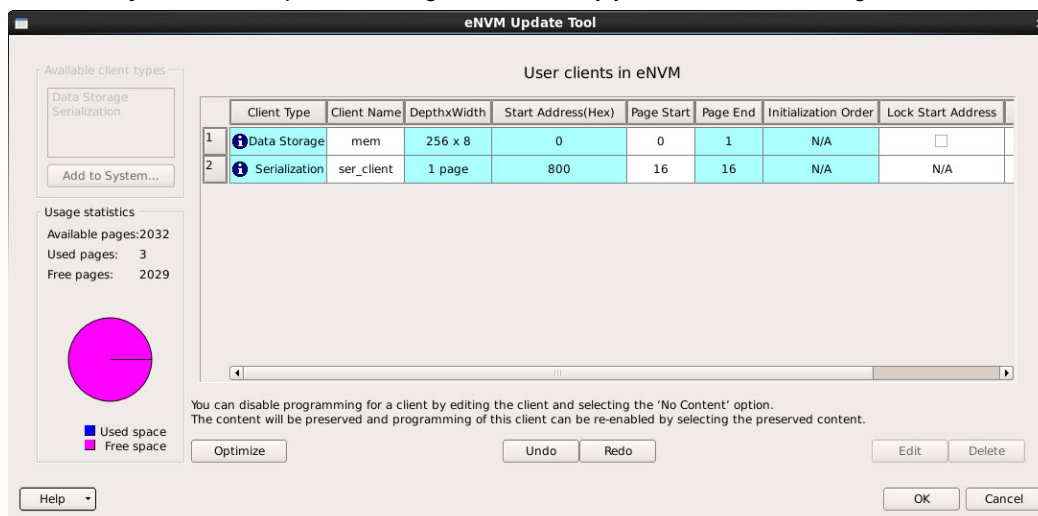 eNVM Update Tool
Available client types
Data Storage
Serialization
Add to System...
Usage statistics
Available pages:2032
Used pages: 3
Free pages: 2029
Used space
Free space
User clients in eNVM
Client Type Client Name DepthxWidth Start Address(Hex) Page Start Page End Initialization Order Lock Start Address
1 Data Storage mem 256 x 8 0 0 1 N/A
2 Serialization ser_client 1 page 800 16 16 N/A N/A
You can disable programming for a client by editing the client and selecting the 'No Content' option.
The content will be preserved and programming of this client can be re-enabled by selecting the preserved content.
Optimize Undo Redo Edit Delete
Help OK Cancel